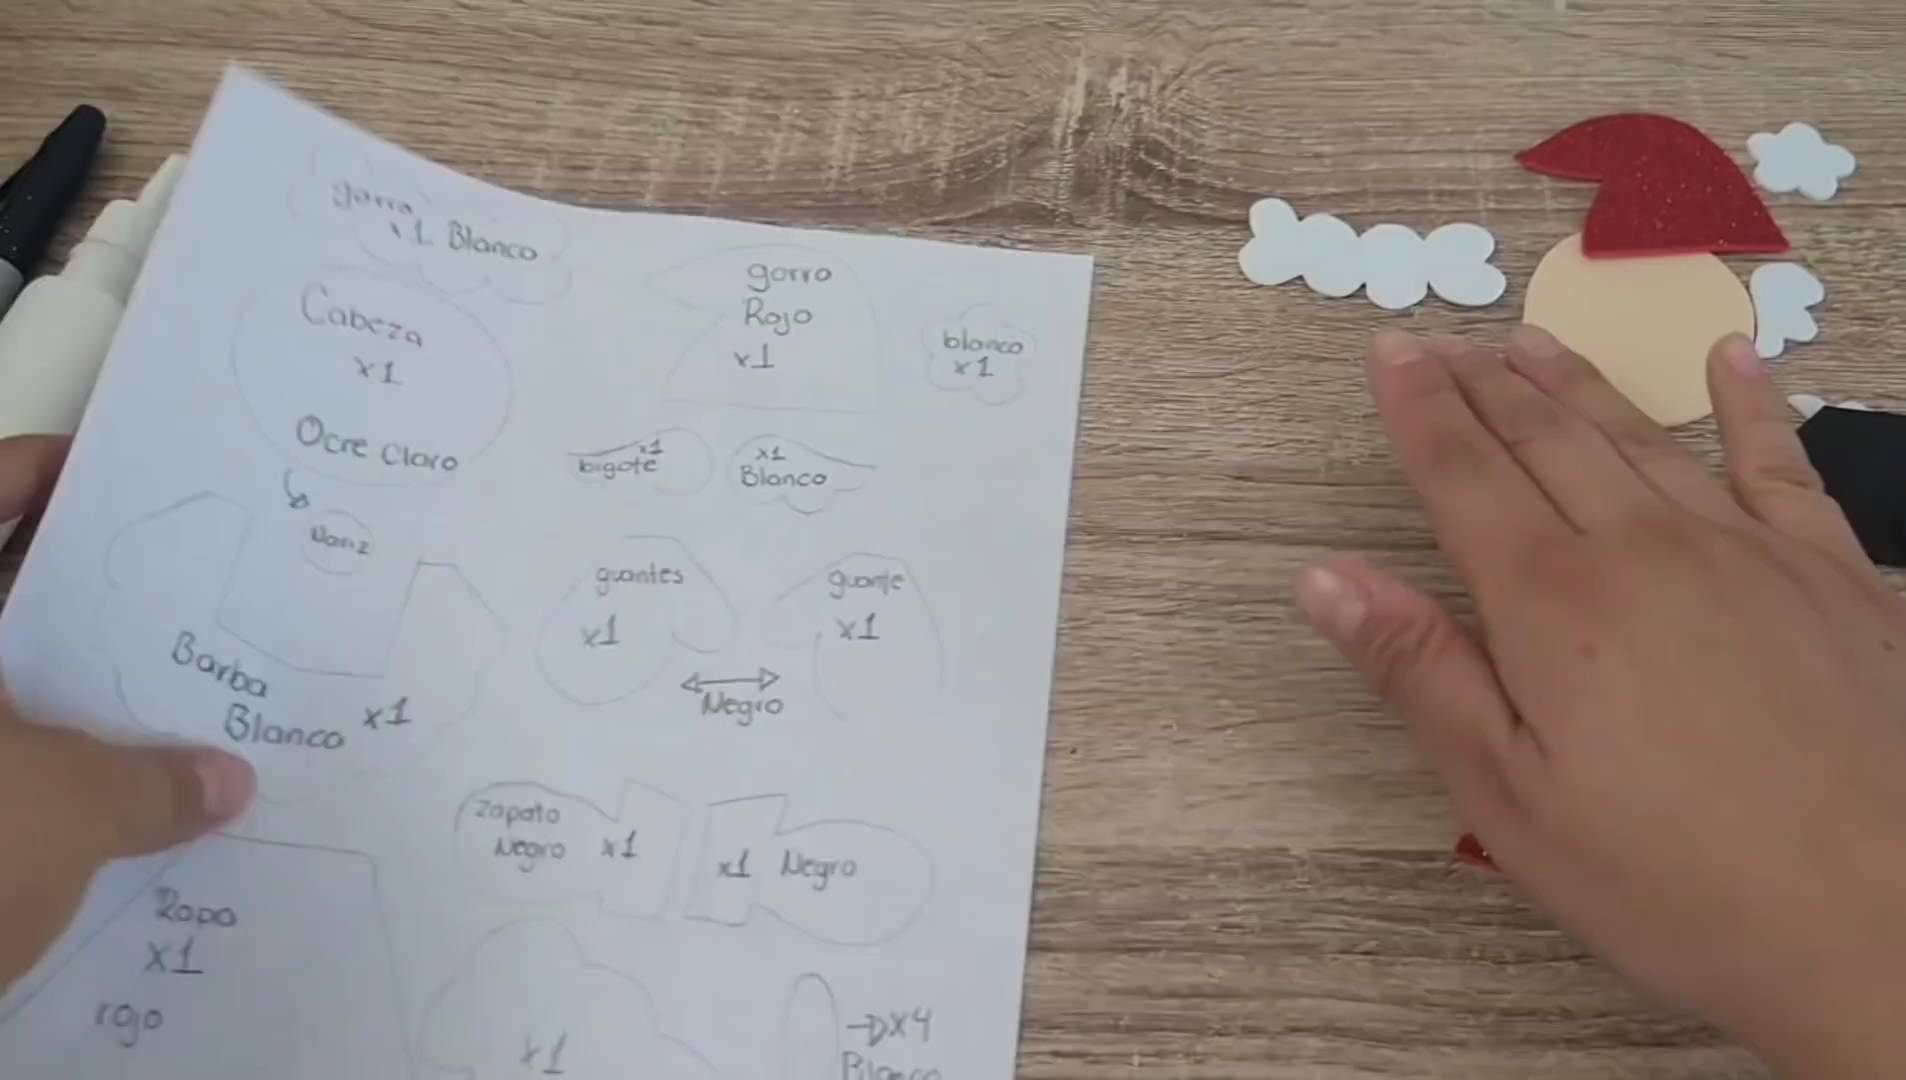 gorro
x1 Blanco
Cabeza
x1
Ocre Claro
Nariz
gorro
Rojo
x1
blanco
x1
bigote x1
x1
Blanco
guantes
x1
guante
x1
Negro
Barba
Blanco x1
Zapato
Negro x1
x1 Negro
Ropa
x1
rojo
x1
x4
Blanco